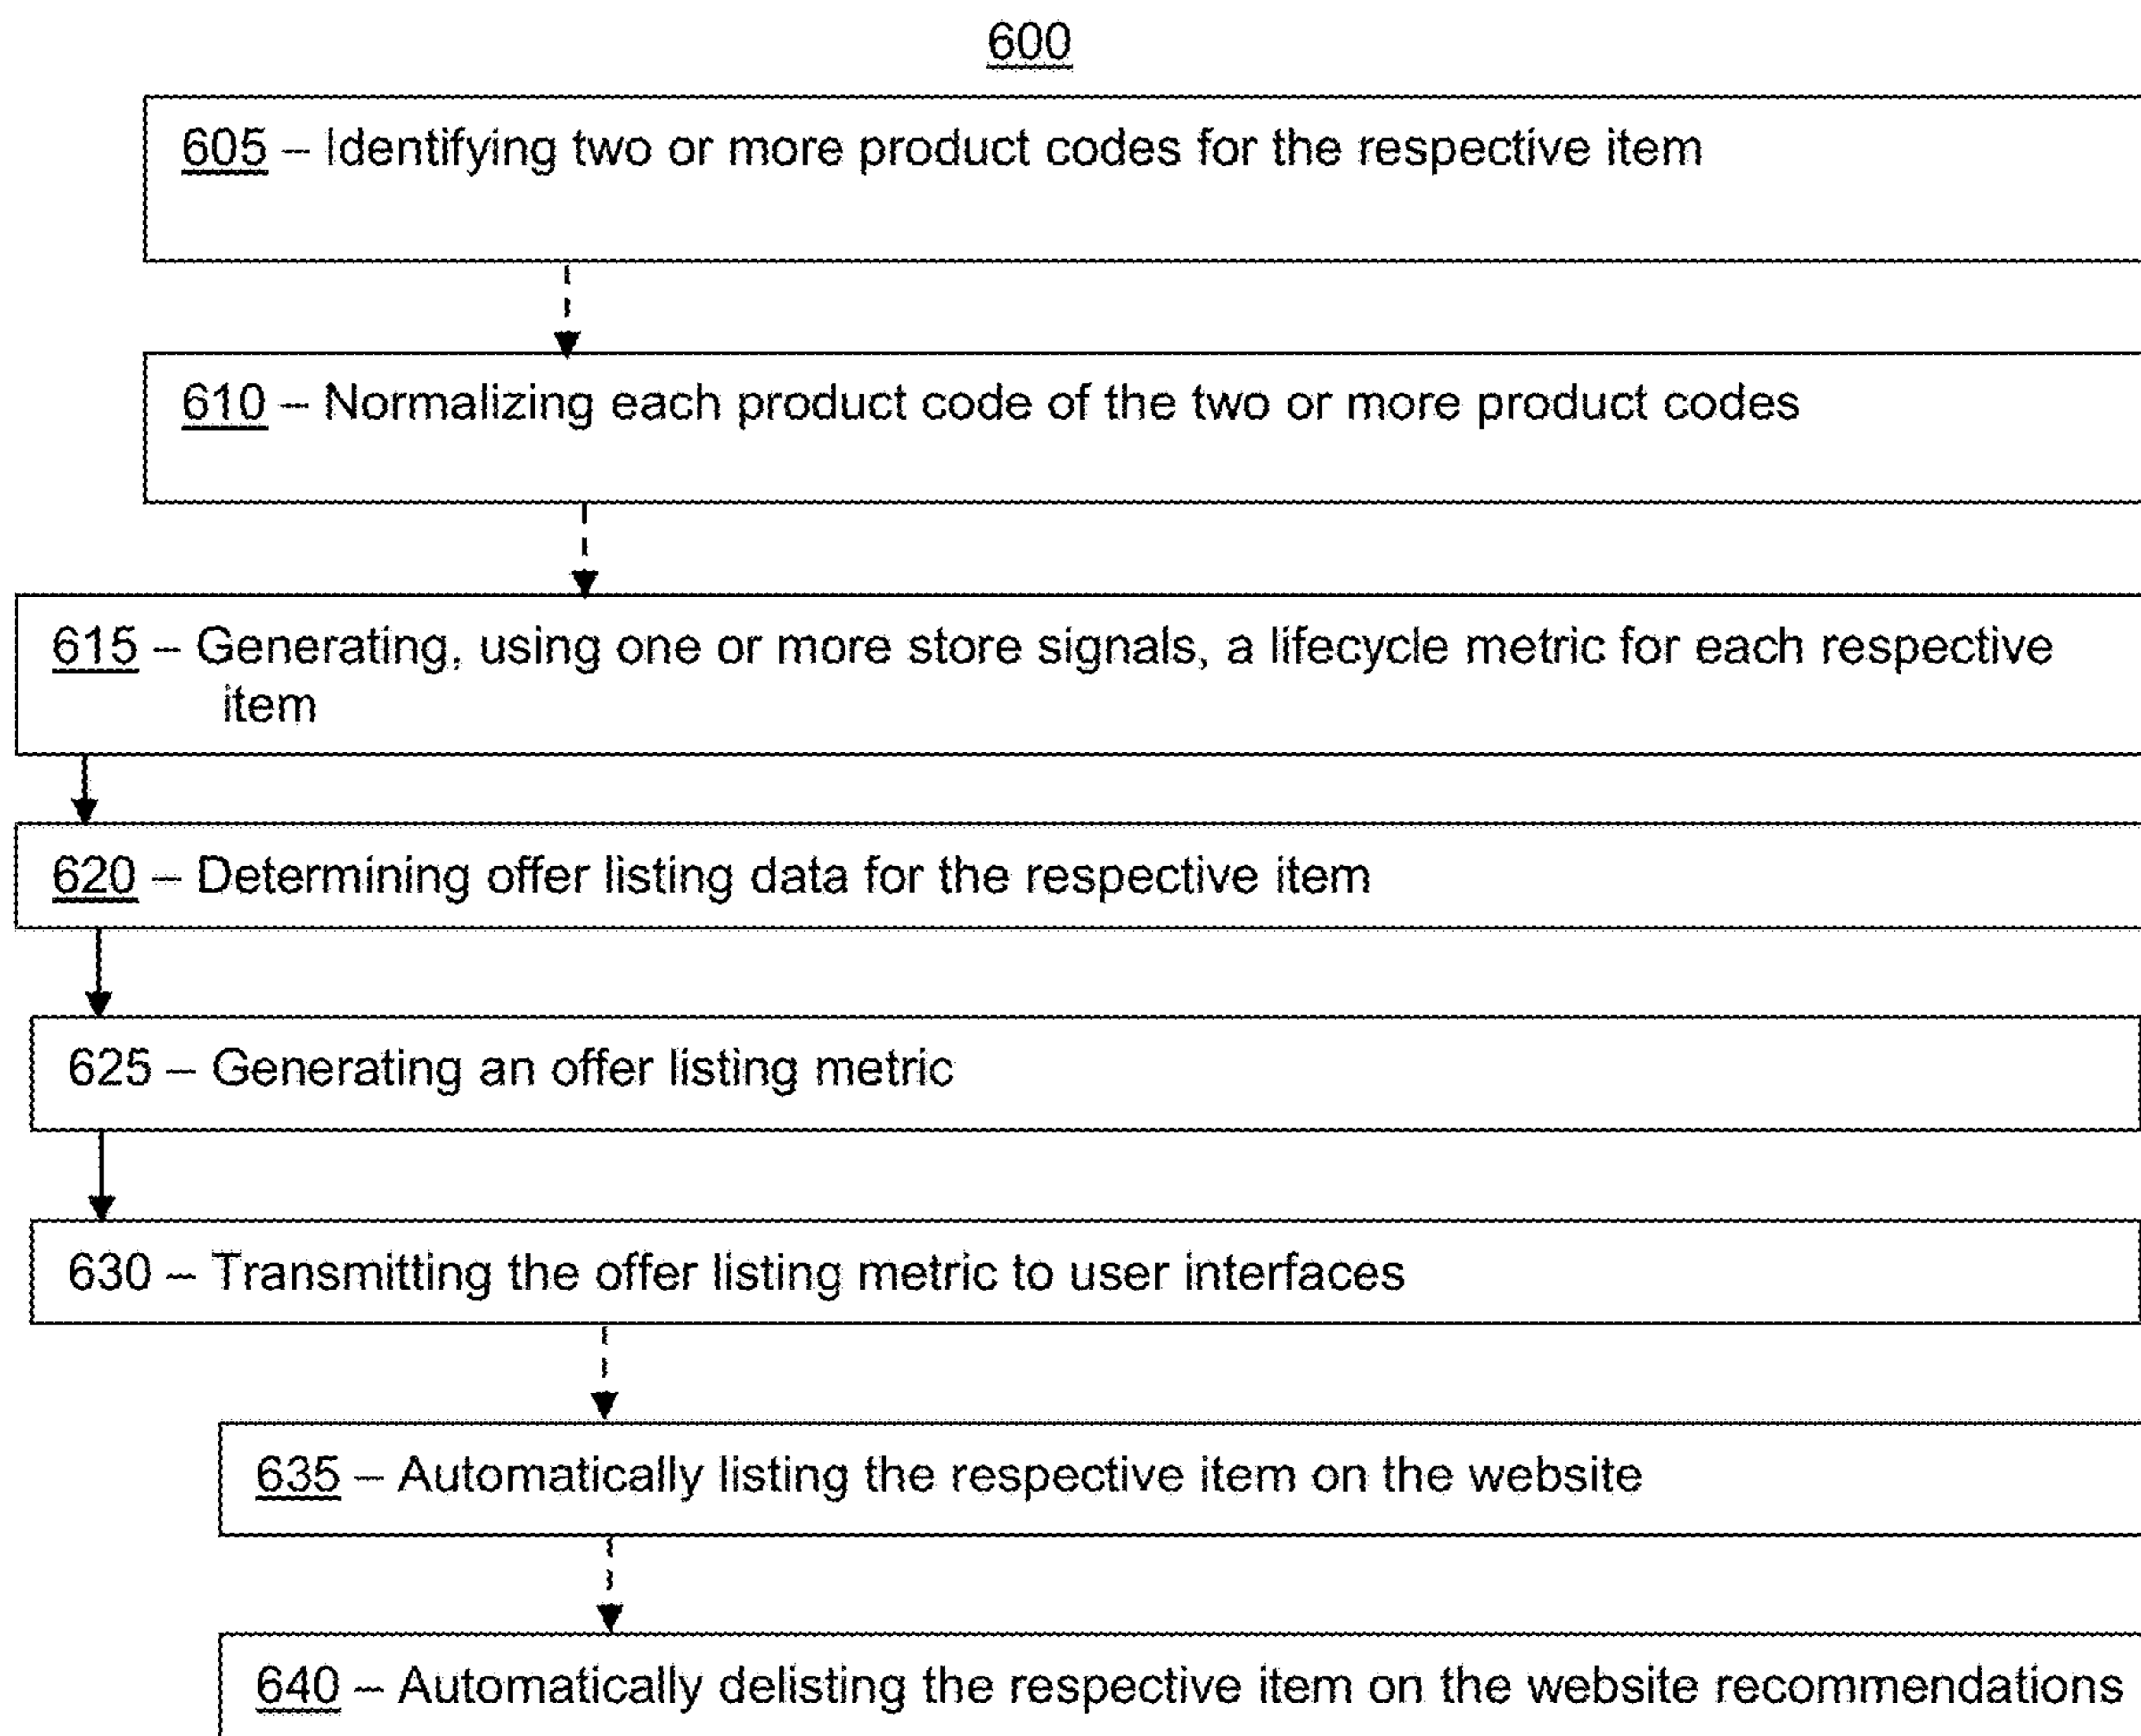 600
605 – Identifying two or more product codes for the respective item
610 – Normalizing each product code of the two or more product codes
615 – Generating, using one or more store signals, a lifecycle metric for each respective
item
620 – Determining offer listing data for the respective item
625 – Generating an offer listing metric
630 – Transmitting the offer listing metric to user interfaces
635 – Automatically listing the respective item on the website
640 – Automatically delisting the respective item on the website recommendations